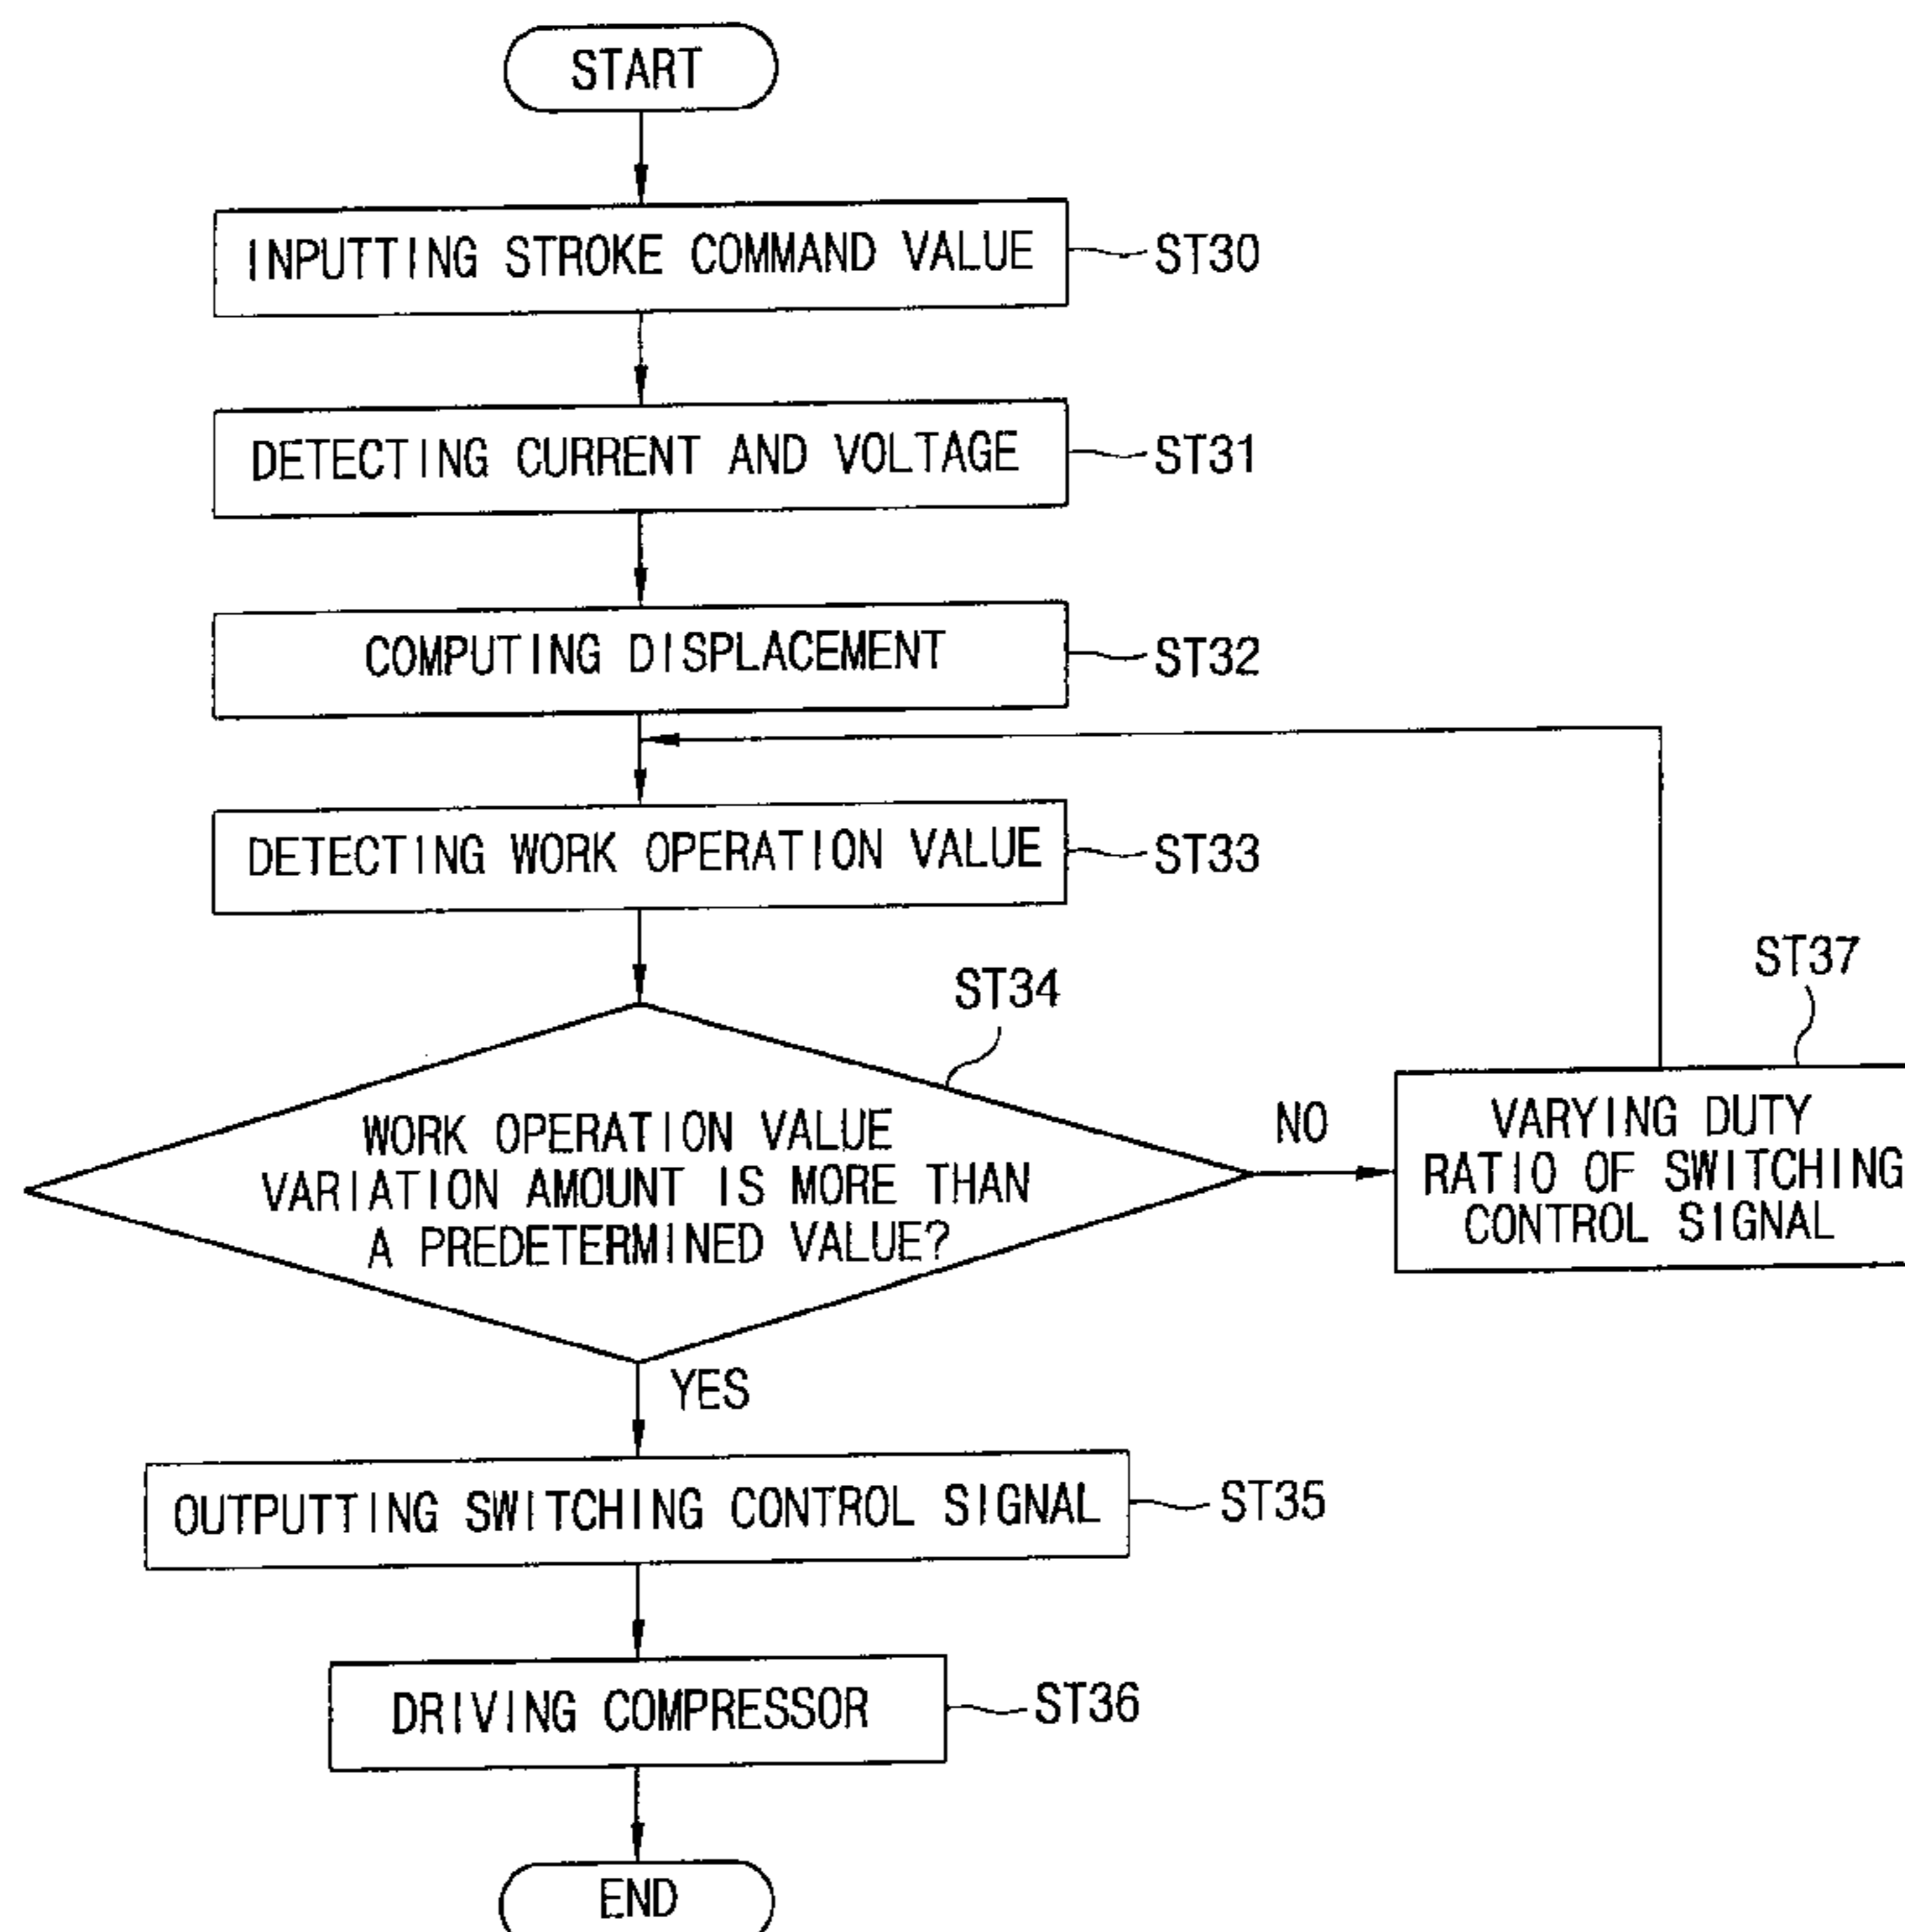 START
INPUTTING STROKE COMMAND VALUE
ST30
DETECTING CURRENT AND VOLTAGE
ST31
COMPUTING DISPLACEMENT
ST32
DETECTING WORK OPERATION VALUE
ST33
ST34
WORK OPERATION VALUE
VARIATION AMOUNT IS MORE THAN
A PREDETERMINED VALUE?
NO
ST37
VARYING DUTY
RATIO OF SWITCHING
CONTROL SIGNAL
YES
OUTPUTTING SWITCHING CONTROL SIGNAL
ST35
DRIVING COMPRESSOR
ST36
END